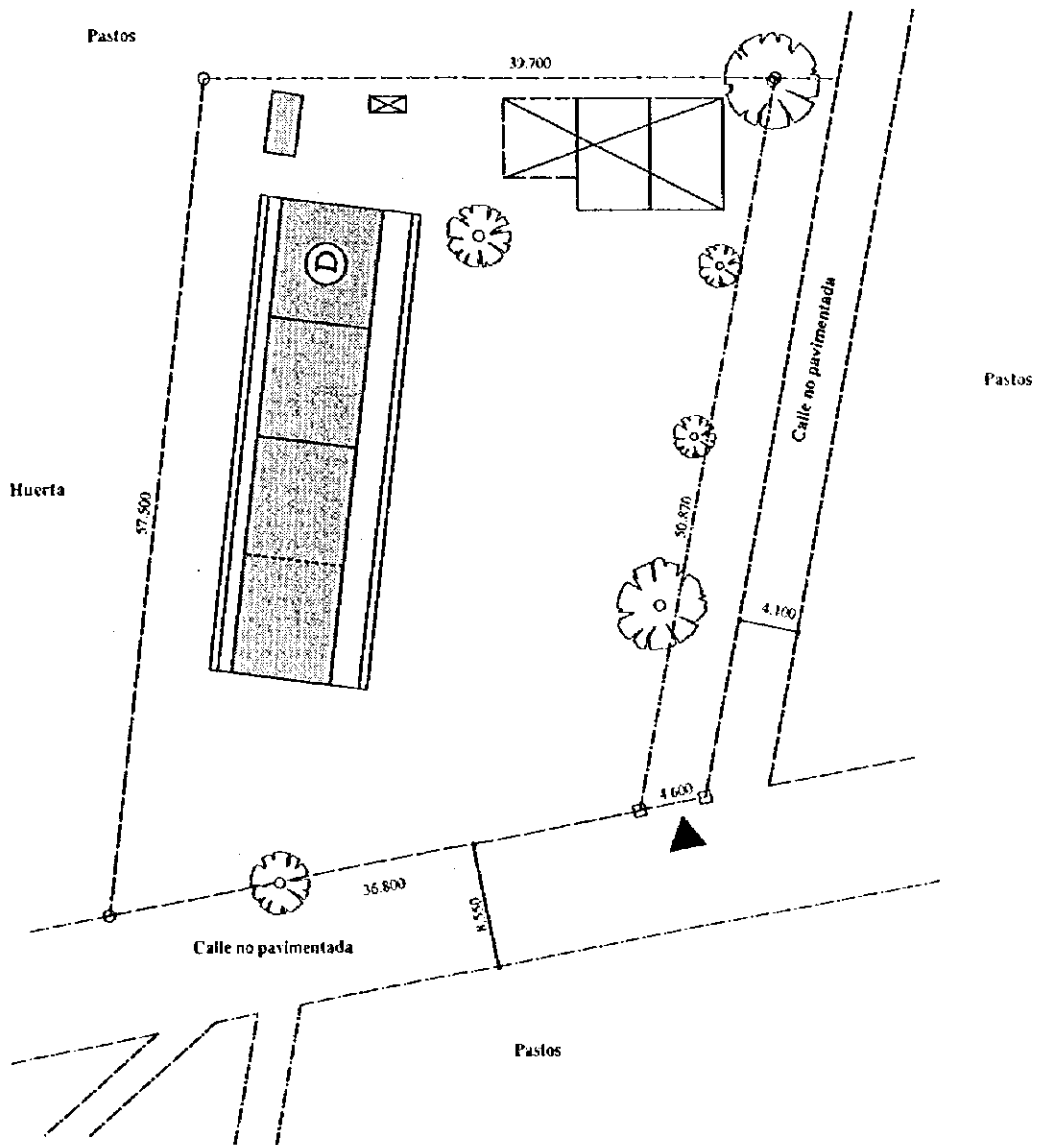 Pastos
39.700
D
Calle no pavimentada
Pastos
Huerta
57.500
50.870
4.100
4.600
36.800
8.550
Calle no pavimentada
Pastos